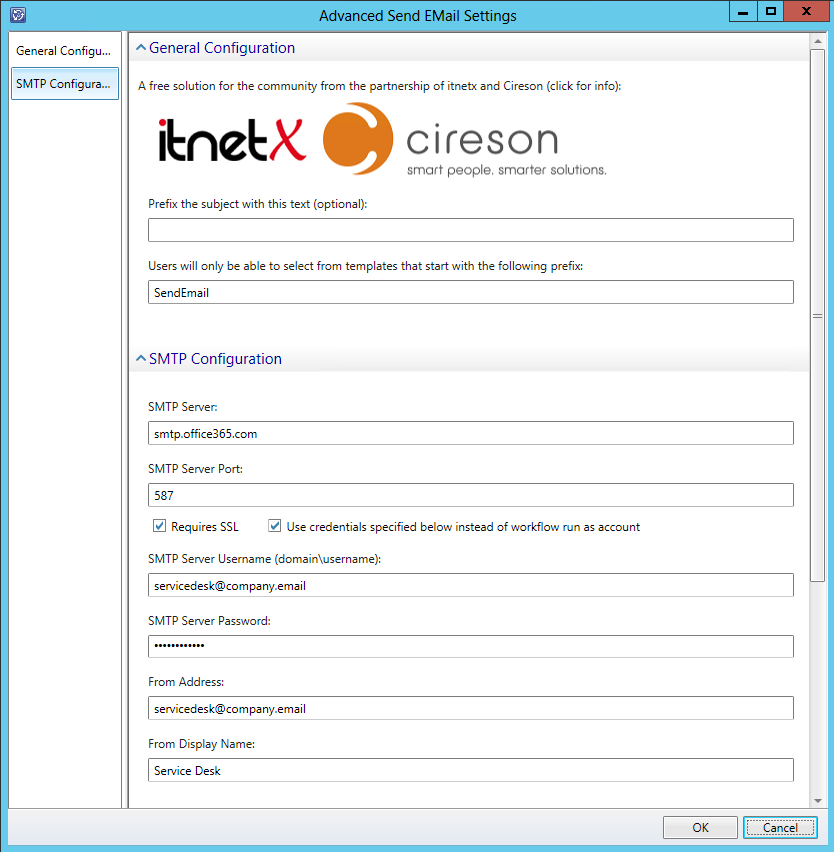 Advanced Send EMail Settings
General Configu...
SMTP Configura...
General Configuration
A free solution for the community from the partnership of itnetx and Cireson (click for info):
itnetX
cireson
smart people. smarter solutions.
Prefix the subject with this text (optional):
Users will only be able to select from templates that start with the following prefix:
SendEmail
SMTP Configuration
SMTP Server:
smtp.office365.com
SMTP Server Port:
587
Requires SSL Use credentials specified below instead of workflow run as account
SMTP Server Username (domain\username):
servicedesk@company.email
SMTP Server Password:
••••••••••••
From Address:
servicedesk@company.email
From Display Name:
Service Desk
OK Cancel